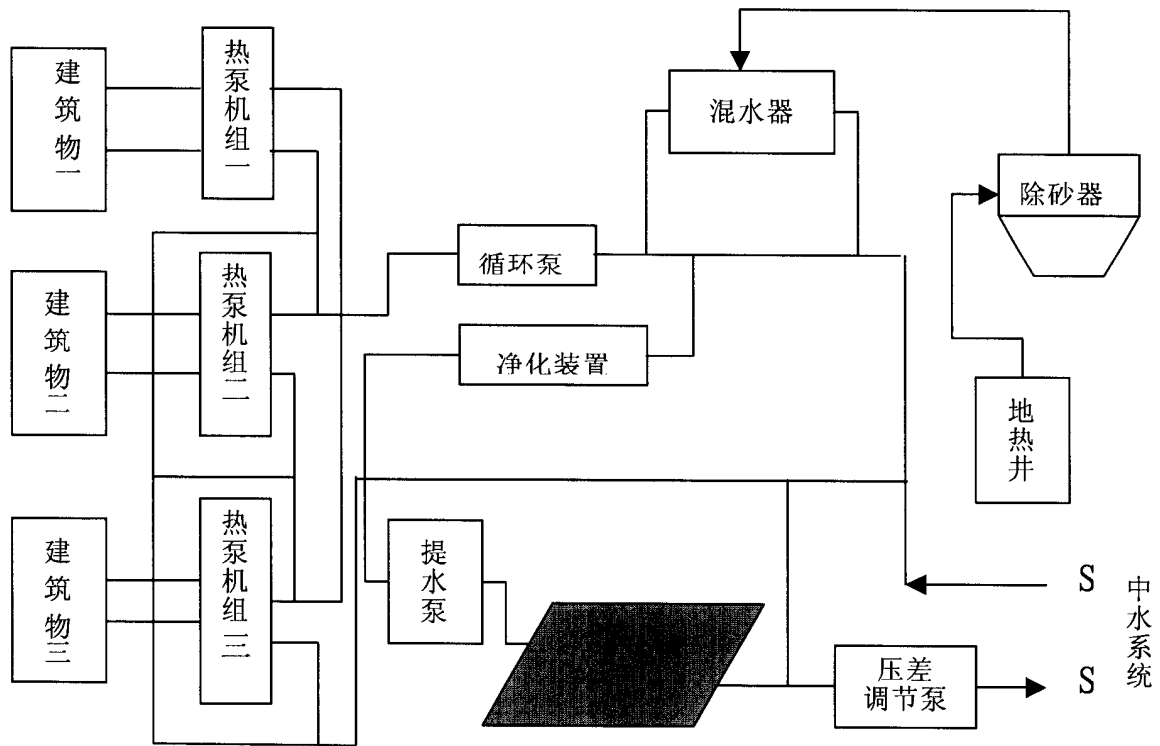 建筑物一
热泵机组一
混水器
除砂器
循环泵
建筑物二
热泵机组二
净化装置
地热井
建筑物三
热泵机组三
提水泵
S
中水系统
压差
调节泵
S